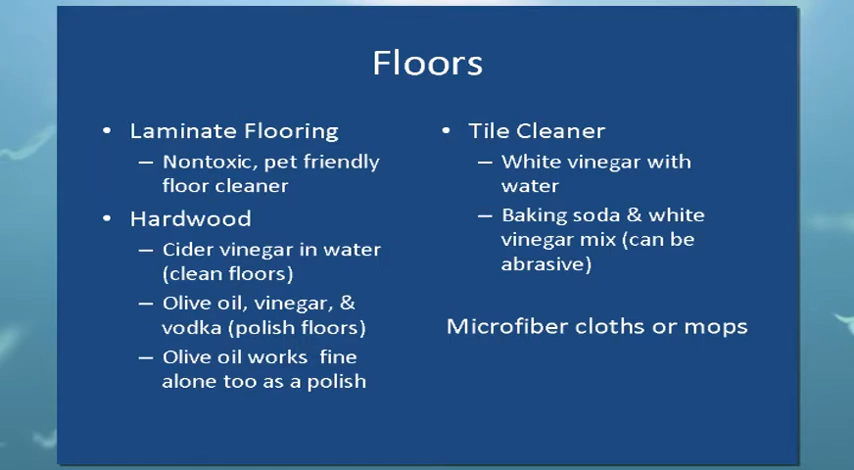 Floors
• Laminate Flooring
– Nontoxic, pet friendly
floor cleaner
• Hardwood
– Cider vinegar in water
(clean floors)
– Olive oil, vinegar, &
vodka (polish floors)
– Olive oil works  fine
alone too as a polish
• Tile Cleaner
– White vinegar with
water
– Baking soda & white
vinegar mix (can be
abrasive)
Microfiber cloths or mops